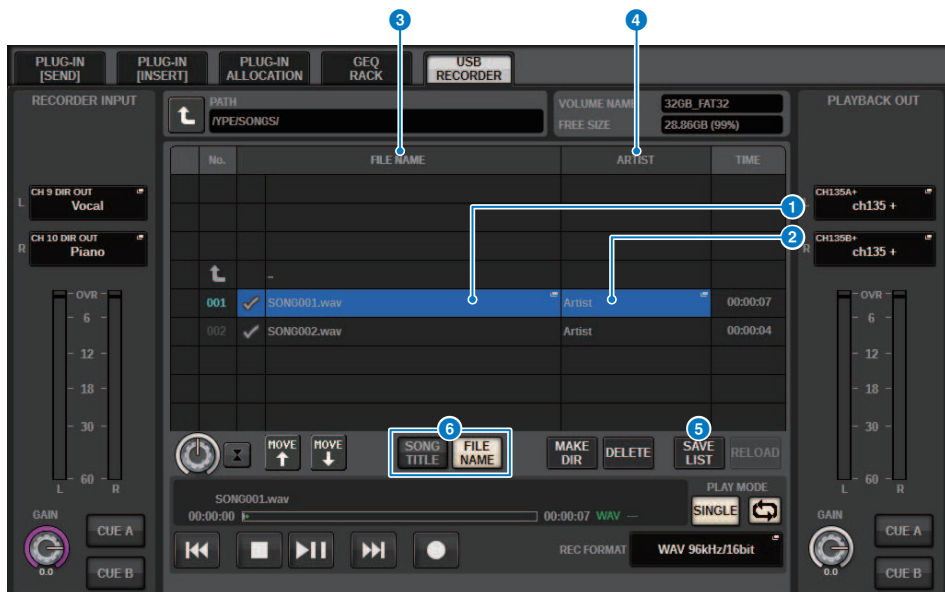 3
4
PLUG-IN [SEND]
PLUG-IN [INSERT]
PLUG-IN ALLOCATION
GEQ RACK
USB RECORDER
RECORDER INPUT
PATH
/YPE/SONGS/
VOLUME NAME
32GB_FAT32
FREE SIZE
28.86GB (99%)
PLAYBACK OUT
No.
FILE NAME
ARTIST
TIME
L
CH 9 DIR OUT
Vocal
R
CH 10 DIR OUT
Piano
1
2
CH135A+
ch135 +
R
CH135B+
ch135 +
-
001
SONG001.wav
Artist
00:00:07
002
SONG002.wav
Artist
00:00:04
OVR
6
12
18
30
60
L
R
OVR
6
12
18
30
60
L
R
MOVE
MOVE
6
SONG TITLE
FILE NAME
MAKE DIR
DELETE
5
SAVE LIST
RELOAD
SONG001.wav
00:00:00
00:00:07
WAV
---
PLAY MODE
SINGLE
REC FORMAT
WAV 96kHz/16bit
GAIN
0.0
CUE A
CUE B
GAIN
0.0
CUE A
CUE B